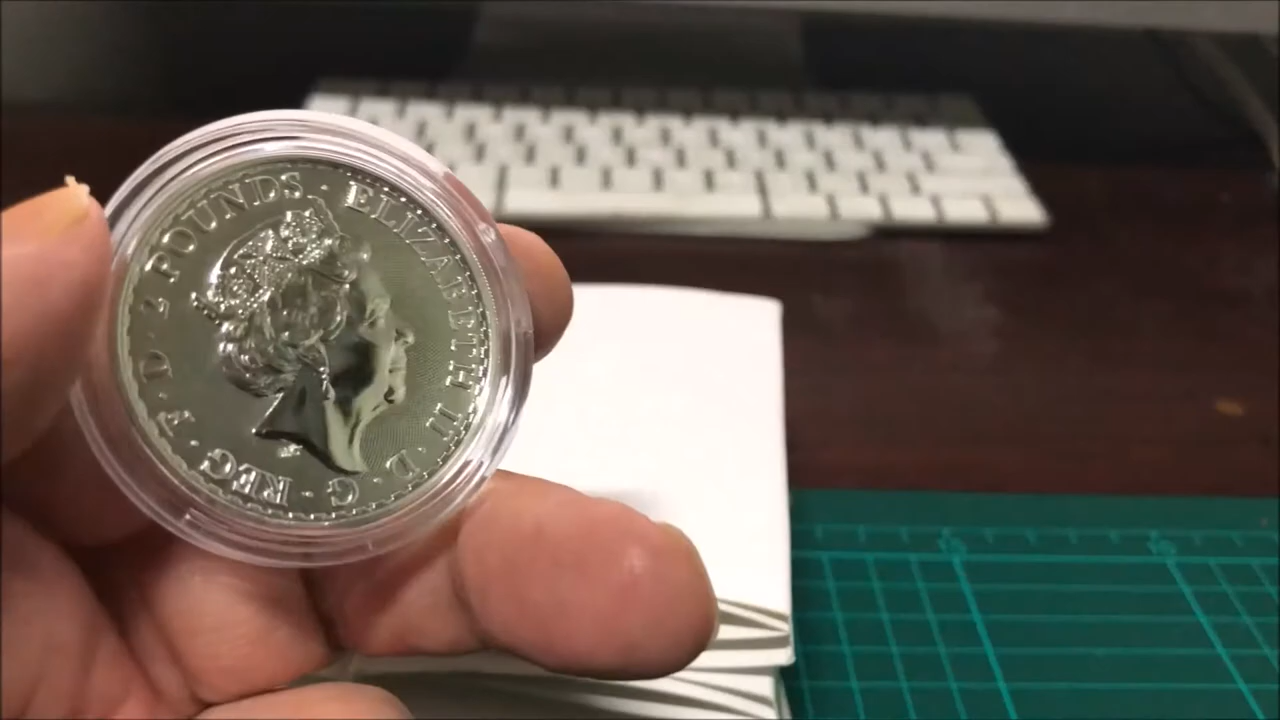 ELIZABETH II · D · G · REG · F · D · 2 POUNDS ·